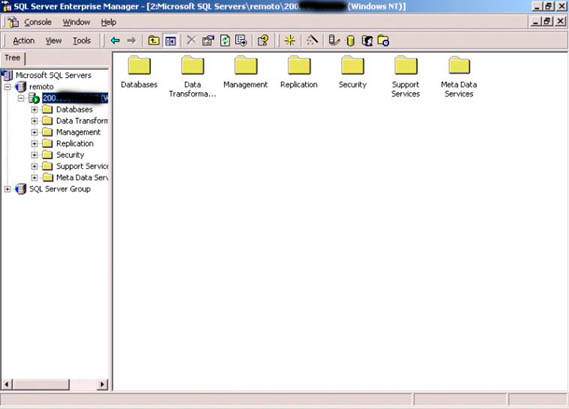 SQL Server Enterprise Manager - [2:Microsoft SQL Servers\remoto\200 (Windows NT)]
Console Window Help
Action View Tools
Tree
Microsoft SQL Servers
remoto
200.
Databases
Data Transform
Management
Replication
Security
Support Service
Meta Data Serv
SQL Server Group
Databases
Data
Transforma...
Management
Replication
Security
Support
Services
Meta Data
Services